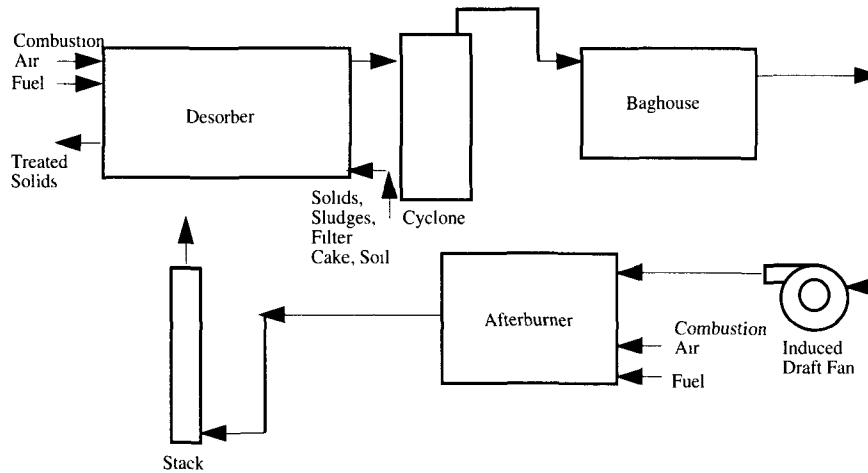 Combustion
Air
Fuel
Desorber
Treated
Solids
Solids,
Sludges,
Filter
Cake, Soil
Cyclone
Baghouse
Afterburner
Combustion
Air
Fuel
Induced
Draft Fan
Stack